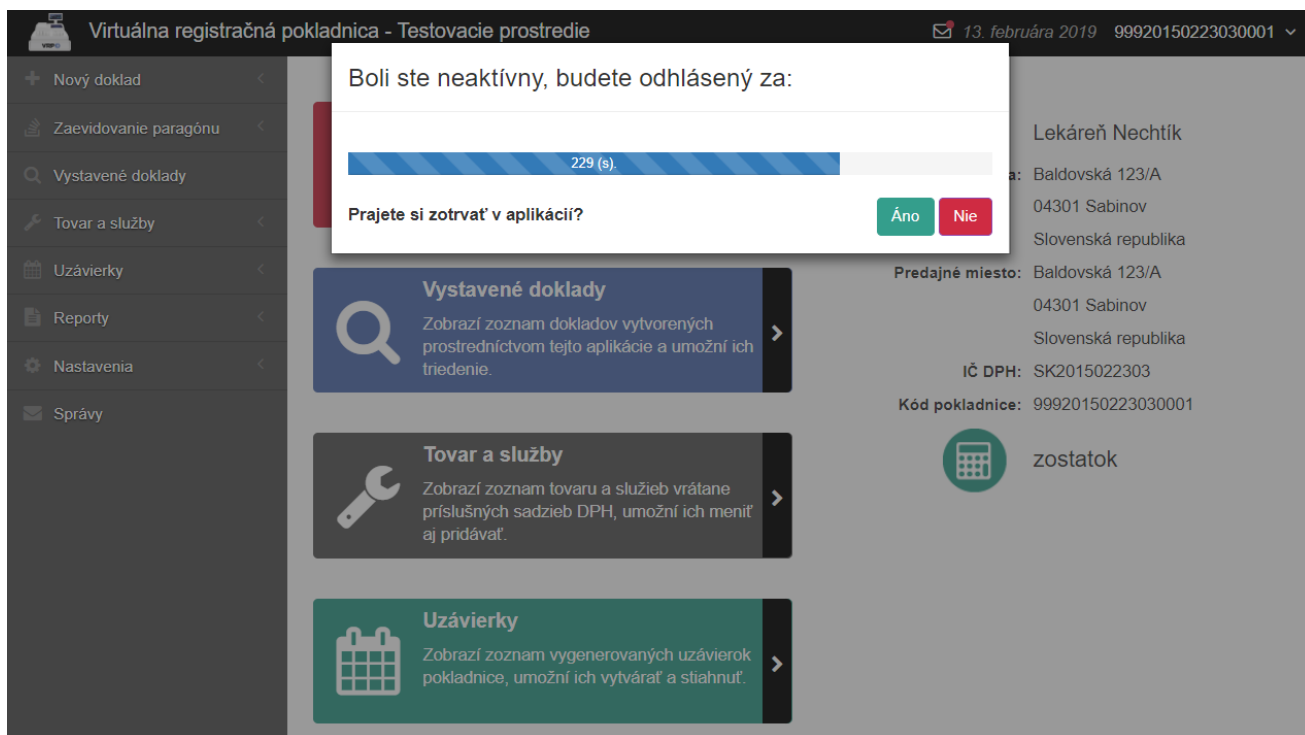 Virtuálna registračná pokladnica - Testovacie prostredie
13. februára 2019 99920150223030001
Nový doklad
Zaevidovanie paragónu
Vystavené doklady
Tovar a služby
Uzávierky
Reporty
Nastavenia
Správy
Boli ste neaktívny, budete odhlásený za:
229 (s).
Prajete si zotrvať v aplikácií?
Áno
Nie
Vystavené doklady
Zobrazí zoznam dokladov vytvorených
prostredníctvom tejto aplikácie a umožní ich
triedenie.
Tovar a služby
Zobrazí zoznam tovaru a služieb vrátane
príslušných sadzieb DPH, umožní ich meniť
aj pridávať.
Uzávierky
Zobrazí zoznam vygenerovaných uzávierok
pokladnice, umožní ich vytvárať a stiahnuť.
Lekáreň Nechtík
a: Baldovská 123/A
04301 Sabinov
Slovenská republika
Predajné miesto: Baldovská 123/A
04301 Sabinov
Slovenská republika
IČ DPH: SK2015022303
Kód pokladnice: 99920150223030001
zostatok